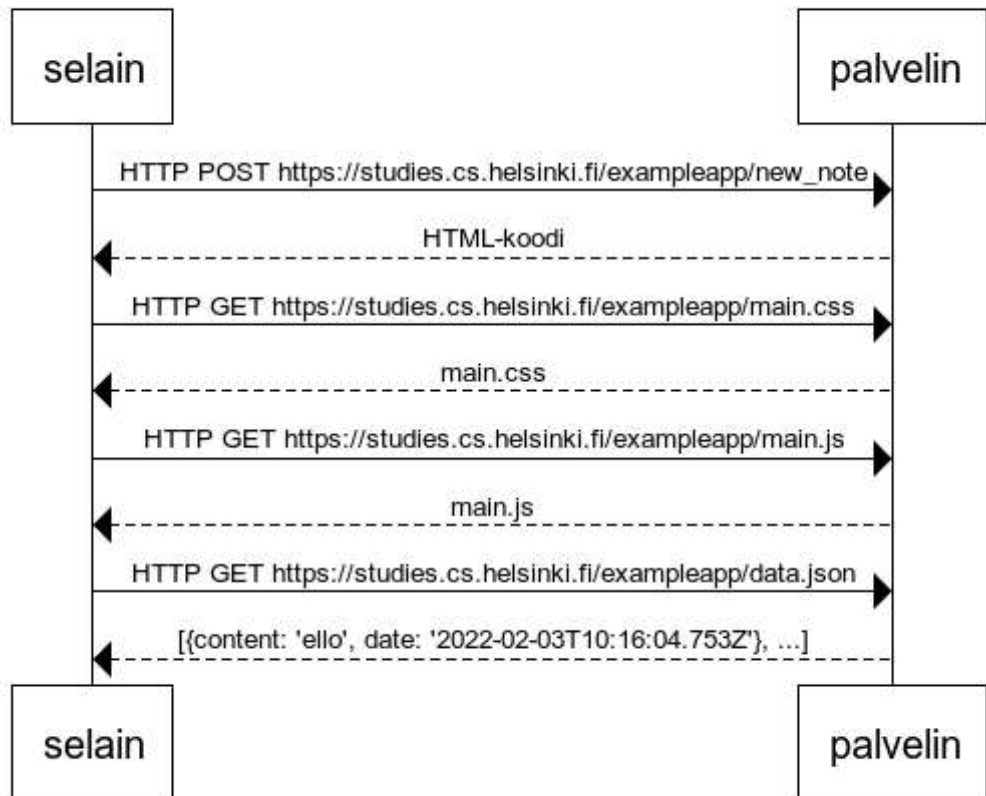 selain
palvelin
HTTP POST https://studies.cs.helsinki.fi/exampleapp/new_note
HTML-koodi
HTTP GET https://studies.cs.helsinki.fi/exampleapp/main.css
main.css
HTTP GET https://studies.cs.helsinki.fi/exampleapp/main.js
main.js
HTTP GET https://studies.cs.helsinki.fi/exampleapp/data.json
[{content: 'ello', date: '2022-02-03T10:16:04.753Z'}, ...]
selain
palvelin